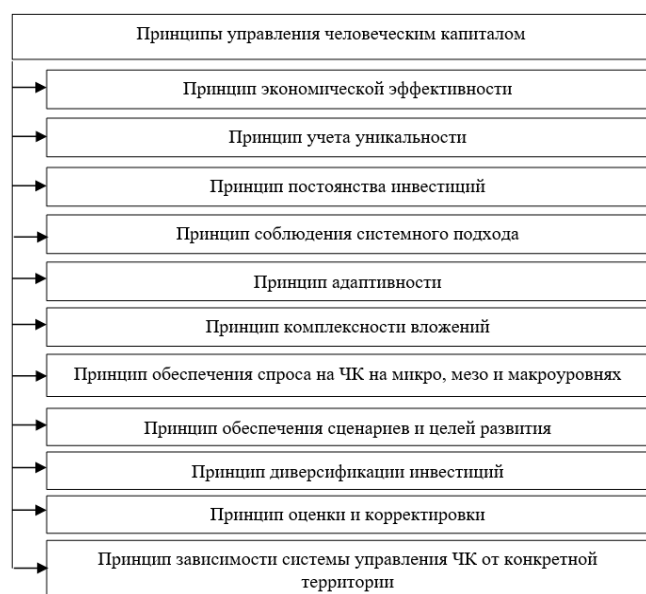 Принципы управления человеческим капиталом
Принцип экономической эффективности
Принцип учета уникальности
Принцип постоянства инвестиций
Принцип соблюдения системного подхода
Принцип адаптивности
Принцип комплексности вложений
Принцип обеспечения спроса на ЧК на микро, мезо и макроуровнях
Принцип обеспечения сценариев и целей развития
Принцип диверсификации инвестиций
Принцип оценки и корректировки
Принцип зависимости системы управления ЧК от конкретной
территории